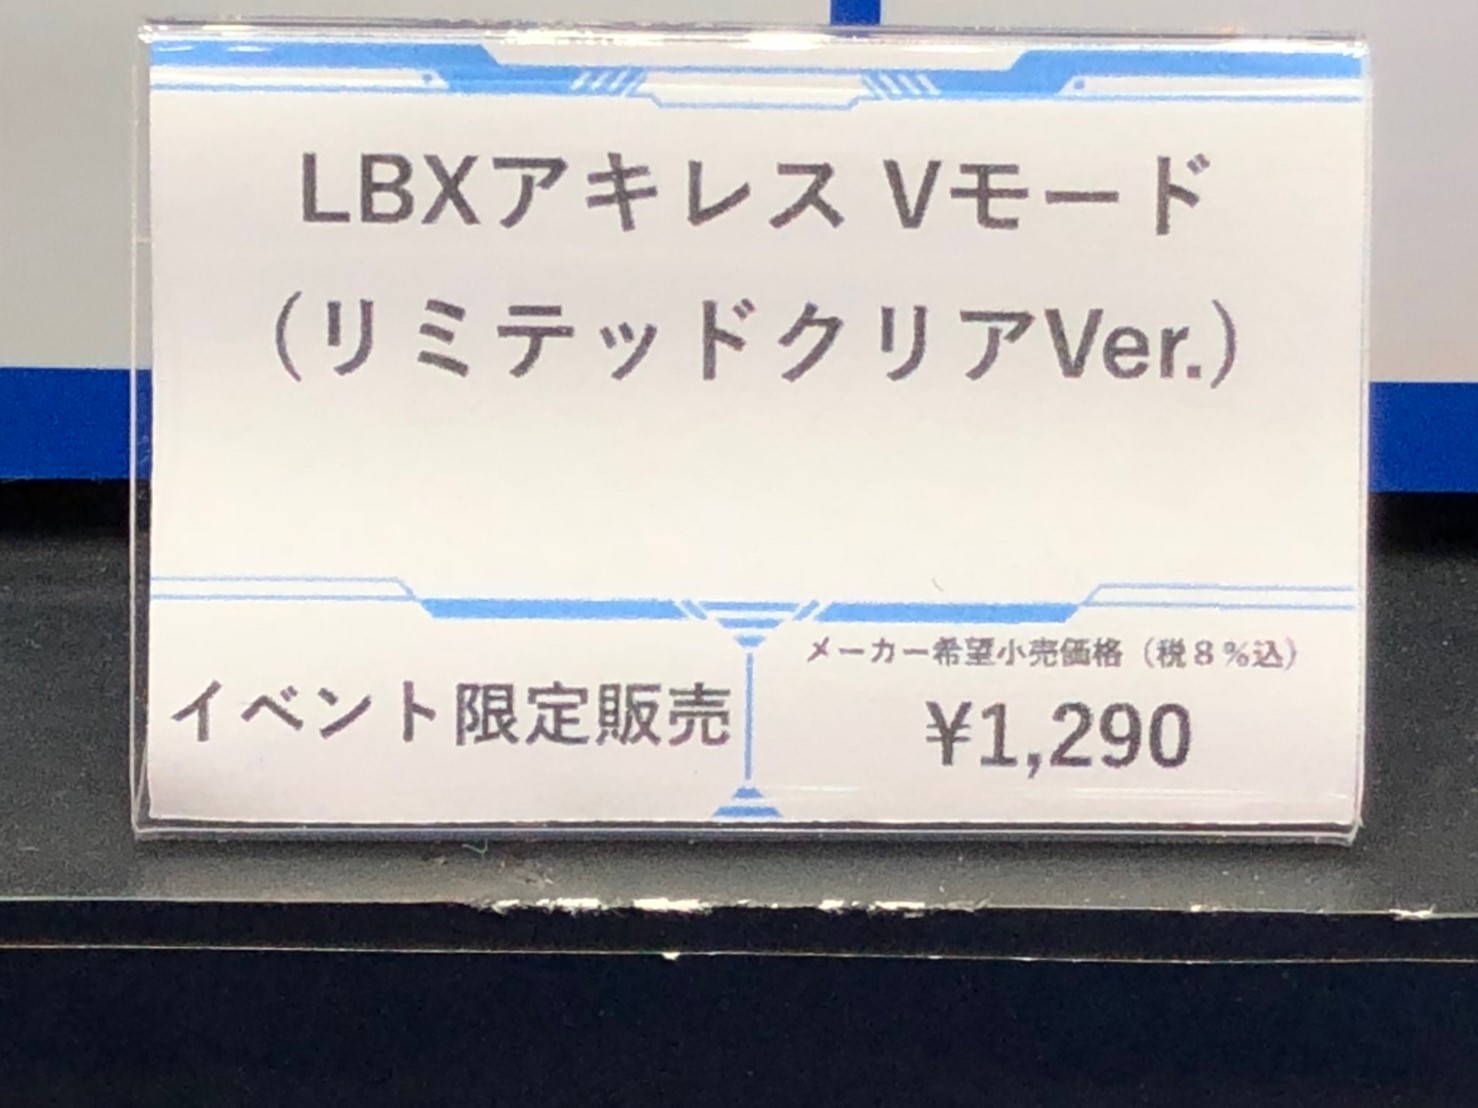 LBXアキレス Vモード
（リミテッドクリアVer.）
イベント限定販売
メーカー希望小売価格（税８%込）
¥1,290